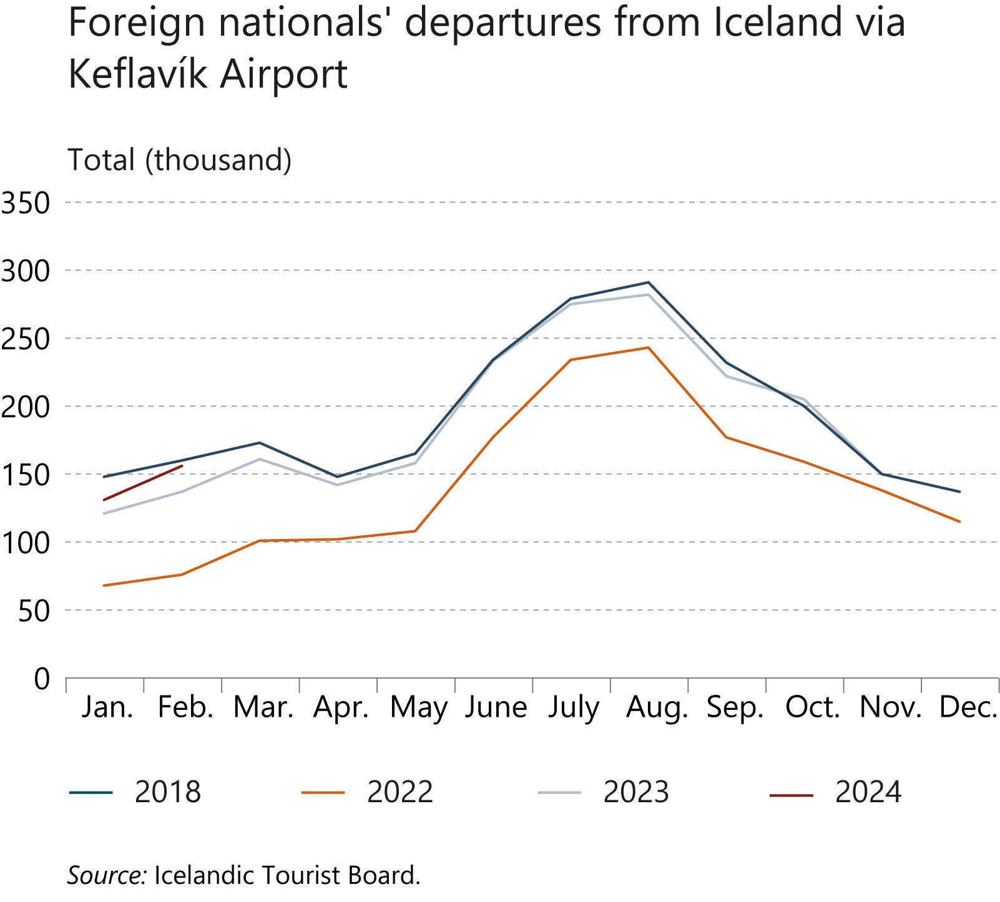 Foreign nationals' departures from Iceland via
Keflavík Airport
Total (thousand)
350
300
250
200
150
100
50
0
Jan. Feb. Mar. Apr. May June July Aug. Sep. Oct. Nov. Dec.
2018 2022 2023 2024
Source: Icelandic Tourist Board.